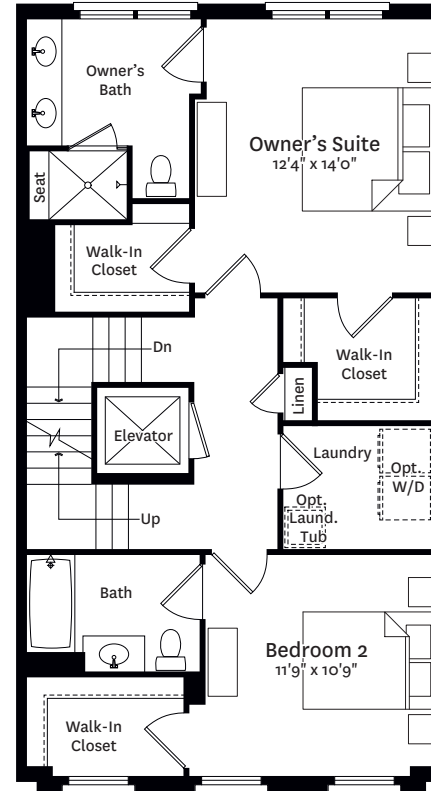 Owner's
Bath
Owner's Suite
12'4" x 14'0"
Seat
Walk-In
Closet
Walk-In
Closet
Dn
Linen
Elevator
Laundry
Opt.
W/D
Opt.
Laund.
Tub
Up
Bath
Bedroom 2
11'9" x 10'9"
Walk-In
Closet